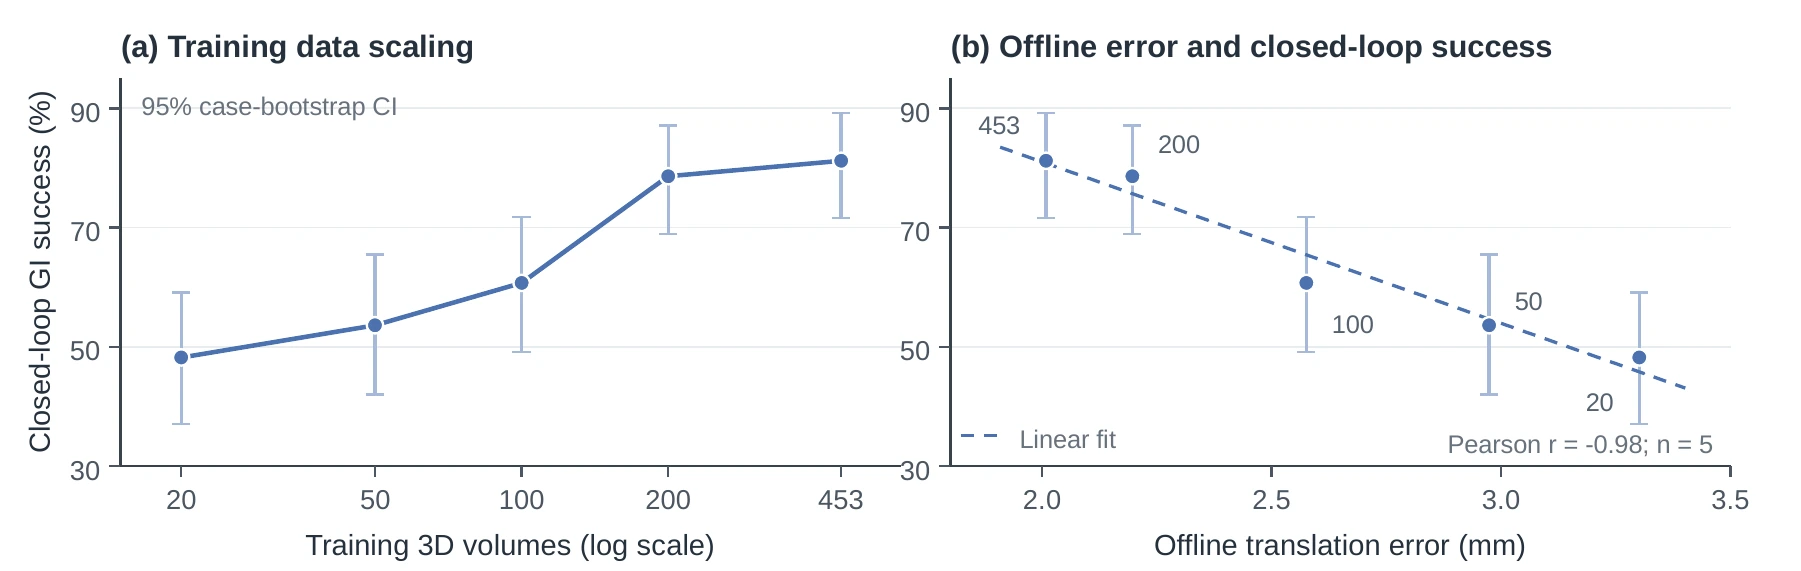 (a) Training data scaling
95% case-bootstrap CI
Closed-loop GI success (%)
90
70
50
30
20
50
100
200
453
Training 3D volumes (log scale)
(b) Offline error and closed-loop success
90
70
50
30
453
200
100
50
20
Linear fit
Pearson r = -0.98; n = 5
2.0
2.5
3.0
3.5
Offline translation error (mm)